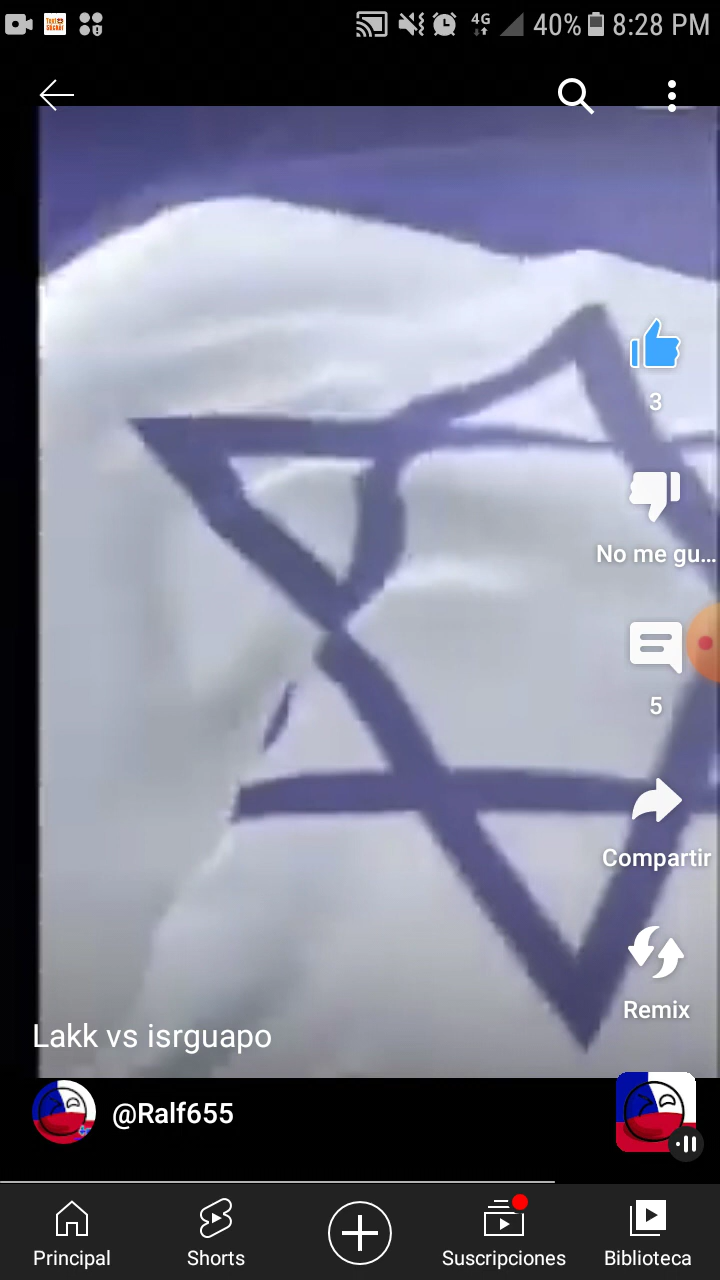 4G 40% 8:28 PM
3
No me gu...
5
Compartir
Remix
Lakk vs isrguapo
@Ralf655
Principal
Shorts
Suscripciones
Biblioteca